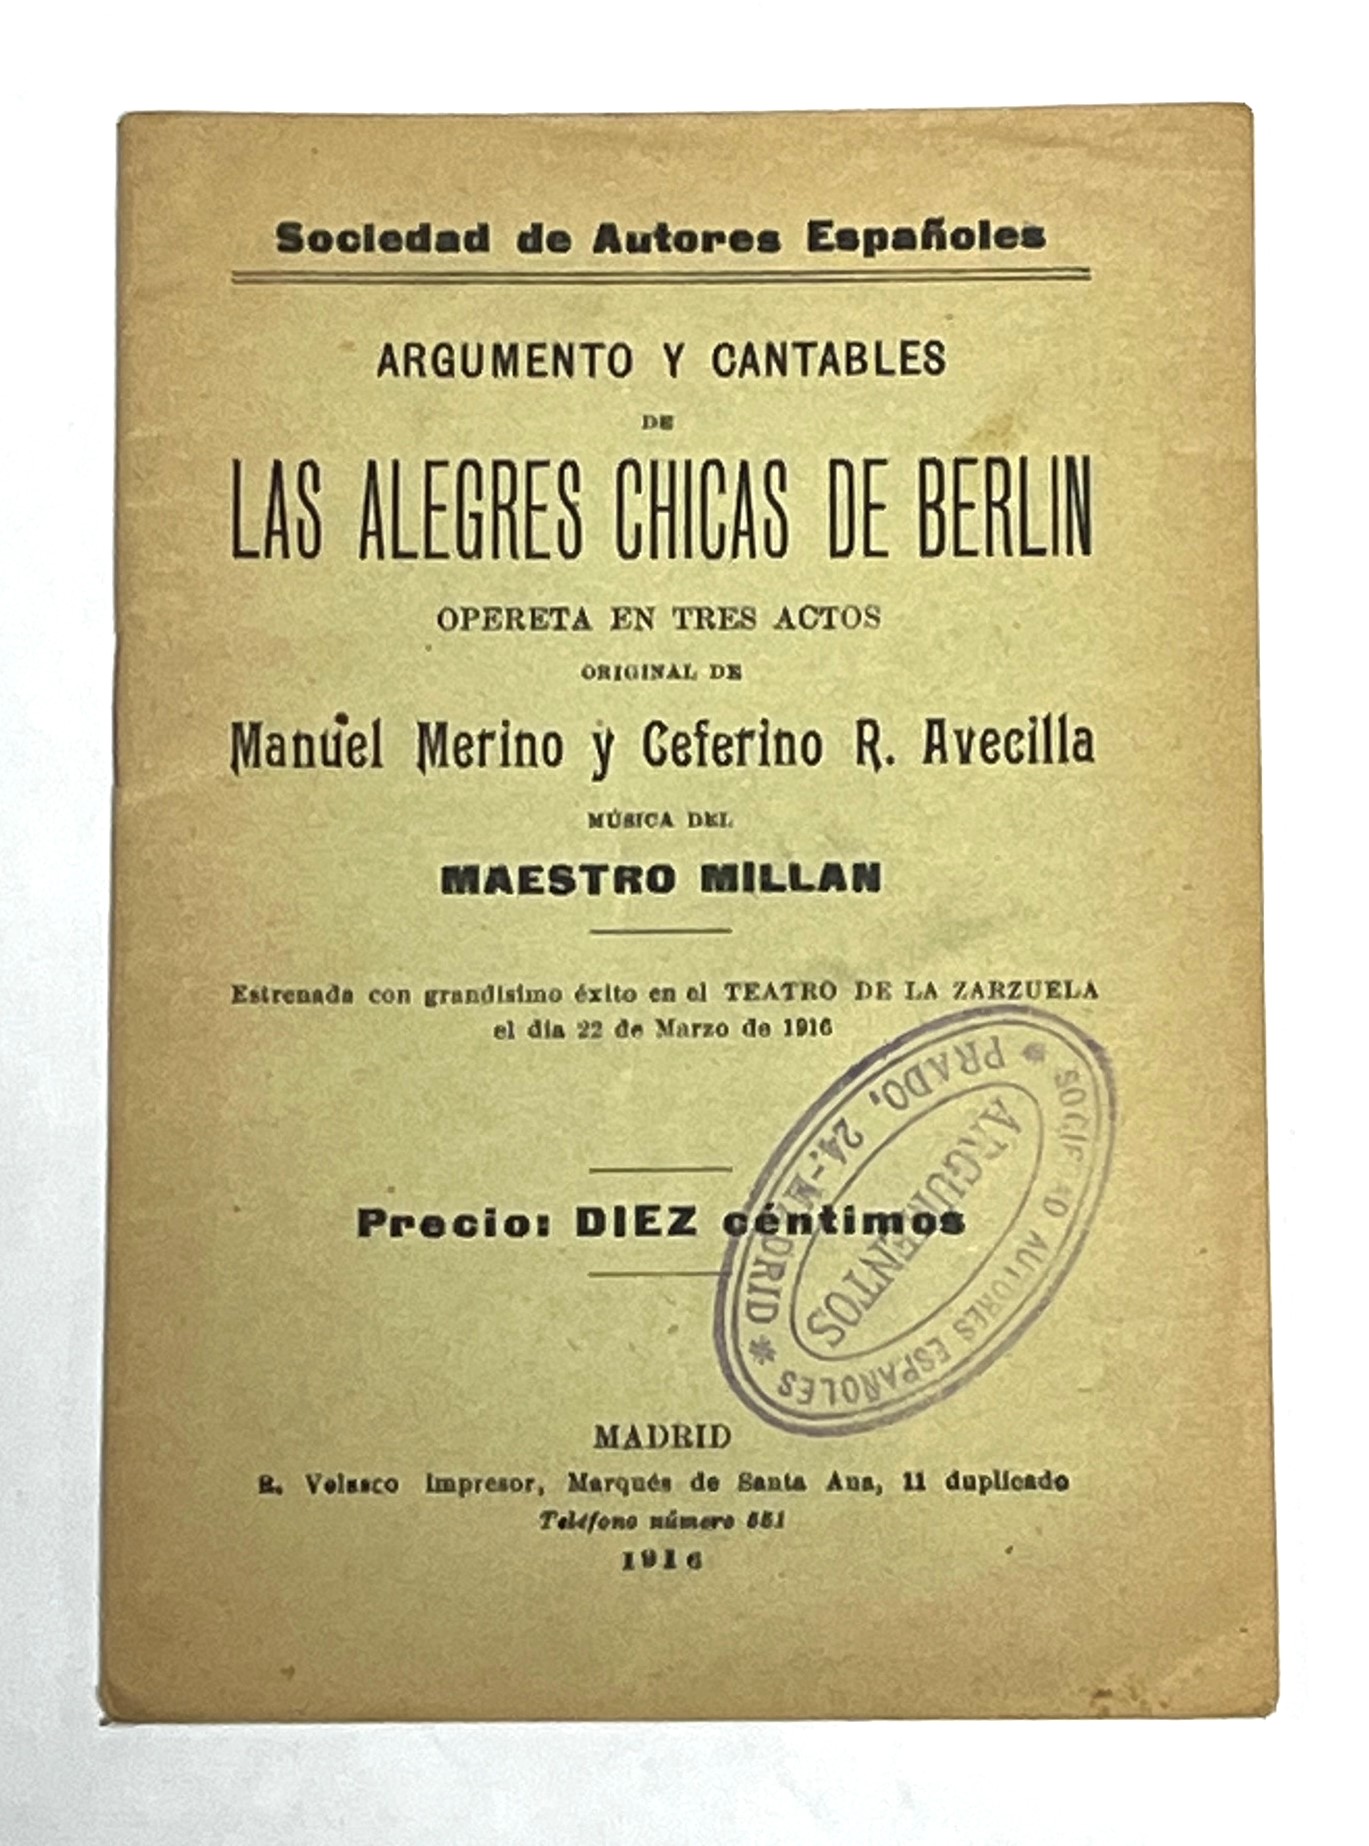 Sociedad de Autores Españoles
ARGUMENTO Y CANTABLES
DE
LAS ALEGRES CHICAS DE BERLIN
OPERETA EN TRES ACTOS
ORIGINAL DE
Manuel Merino y Ceferino R. Avecilla
MÚSICA DEL
MAESTRO MILLAN
Estrenada con grandísimo éxito en el TEATRO DE LA ZARZUELA
el día 22 de Marzo de 1916
Precio: DIEZ céntimos
AUTORES ESPAÑOLES
* PRADO, 24.-MADRID *
ARGUMENTOS
MADRID
R. Velasco Impresor, Marqués de Santa Ana, 11 duplicado
Teléfono número 551
1916